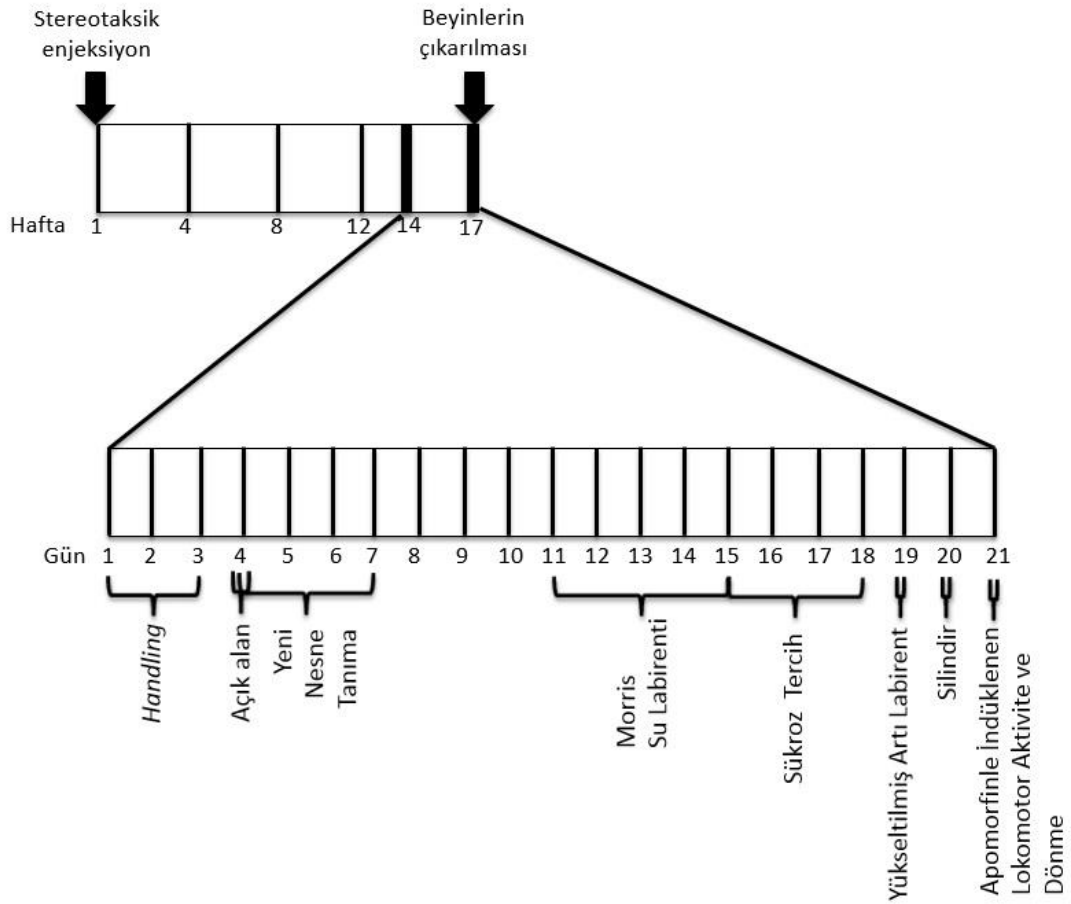 Stereotaksik
enjeksiyon
Beyinlerin
çıkarılması
Hafta 1 4 8 12 14 17
Gün 1 2 3 4 5 6 7 8 9 10 11 12 13 14 15 16 17 18 19 20 21
Handling
Açık alan
Yeni
Nesne
Tanıma
Morris
Su Labirenti
Sükroz Tercih
Yükseltilmiş Artı Labirent
Silindir
Apomorfinle İndüklenen
Lokomotor Aktivite ve
Dönme